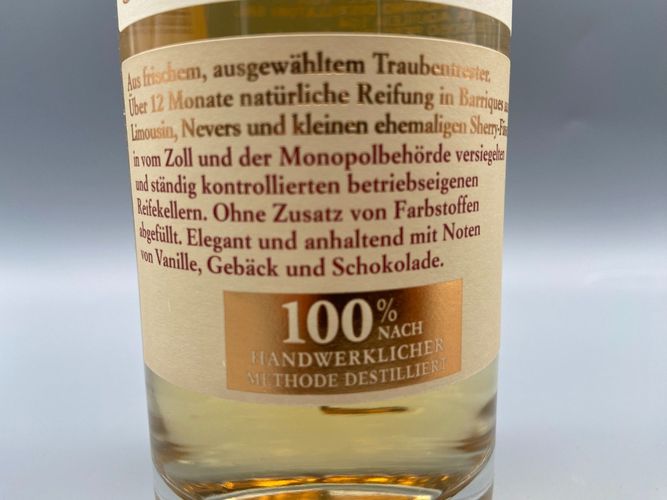 Aus frischem, ausgewähltem Traubentrester.
Über 12 Monate natürliche Reifung in Barriques
Limousin, Nevers und kleinen ehemaligen
in vom Zoll und der Monopolbehörde versiegelten
und ständig kontrollierten betriebseigenen
Reifekellern. Ohne Zusatz von Farbstoffen
abgefüllt. Elegant und anhaltend mit Noten
von Vanille, Gebäck und Schokolade.
100%
NACH
HANDWERKLICHER
METHODE DESTILLIERT